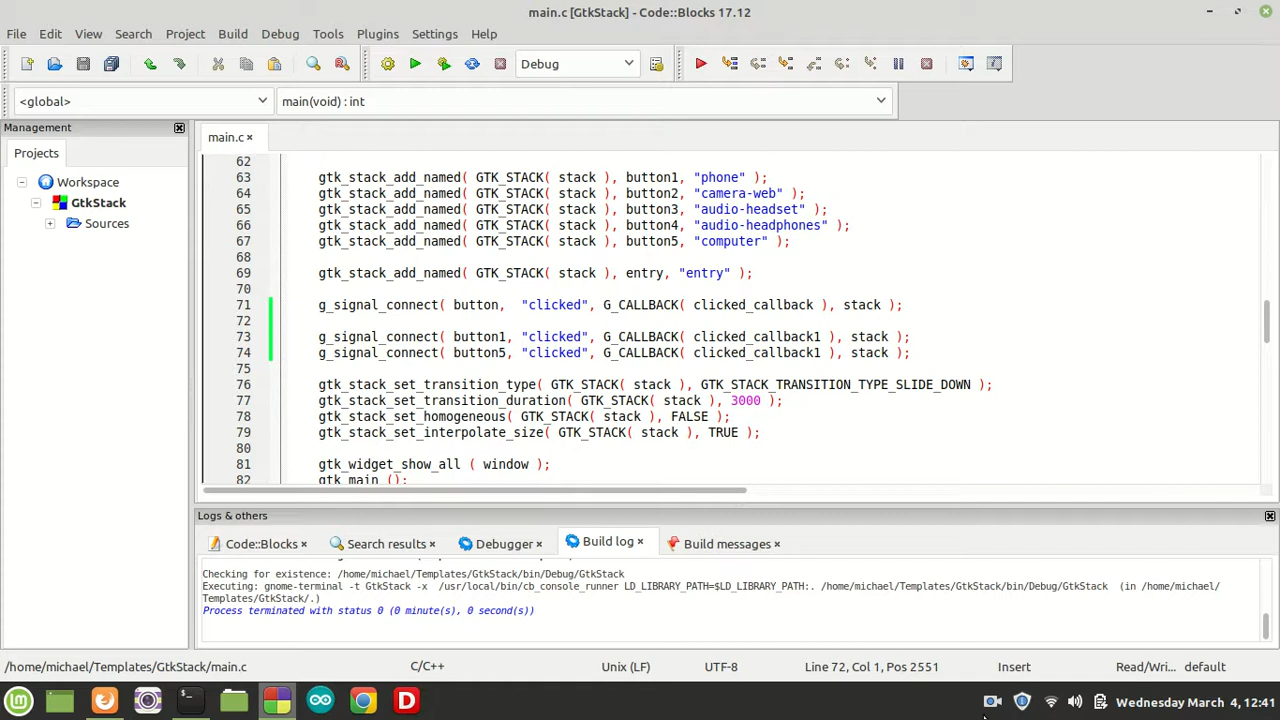 main.c [GtkStack] - Code::Blocks 17.12
File Edit View Search Project Build Debug Tools Plugins Settings Help
Debug
<global> main(void) : int
Management
main.c
Projects
Workspace
GtkStack
Sources
62
63 gtk_stack_add_named( GTK_STACK( stack ), button1, "phone" );
64 gtk_stack_add_named( GTK_STACK( stack ), button2, "camera-web" );
65 gtk_stack_add_named( GTK_STACK( stack ), button3, "audio-headset" );
66 gtk_stack_add_named( GTK_STACK( stack ), button4, "audio-headphones" );
67 gtk_stack_add_named( GTK_STACK( stack ), button5, "computer" );
68
69 gtk_stack_add_named( GTK_STACK( stack ), entry, "entry" );
70
71 g_signal_connect( button,  "clicked", G_CALLBACK( clicked_callback ), stack );
72
73 g_signal_connect( button1, "clicked", G_CALLBACK( clicked_callback1 ), stack );
74 g_signal_connect( button5, "clicked", G_CALLBACK( clicked_callback1 ), stack );
75
76 gtk_stack_set_transition_type( GTK_STACK( stack ), GTK_STACK_TRANSITION_TYPE_SLIDE_DOWN );
77 gtk_stack_set_transition_duration( GTK_STACK( stack ), 3000 );
78 gtk_stack_set_homogeneous( GTK_STACK( stack ), FALSE );
79 gtk_stack_set_interpolate_size( GTK_STACK( stack ), TRUE );
80
81 gtk_widget_show_all ( window );
82 gtk_main ();
Logs & others
Code::Blocks Search results Debugger Build log Build messages
Checking for existence: /home/michael/Templates/GtkStack/bin/Debug/GtkStack
Executing: gnome-terminal -t GtkStack -x  /usr/local/bin/cb_console_runner LD_LIBRARY_PATH=$LD_LIBRARY_PATH:. /home/michael/Templates/GtkStack/bin/Debug/GtkStack  (in /home/michael/
Templates/GtkStack/.)
Process terminated with status 0 (0 minute(s), 0 second(s))
/home/michael/Templates/GtkStack/main.c C/C++ Unix (LF) UTF-8 Line 72, Col 1, Pos 2551 Insert Read/Wri... default
Wednesday March 4, 12:41